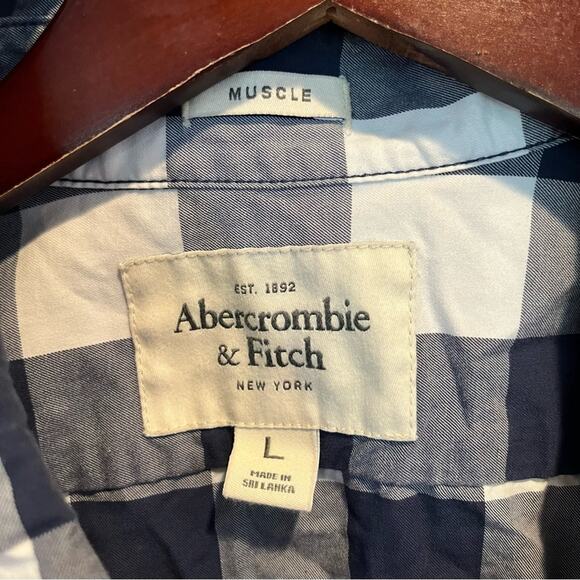 MUSCLE
EST. 1892
Abercrombie
& Fitch
NEW YORK
L
MADE IN
SRI LANKA